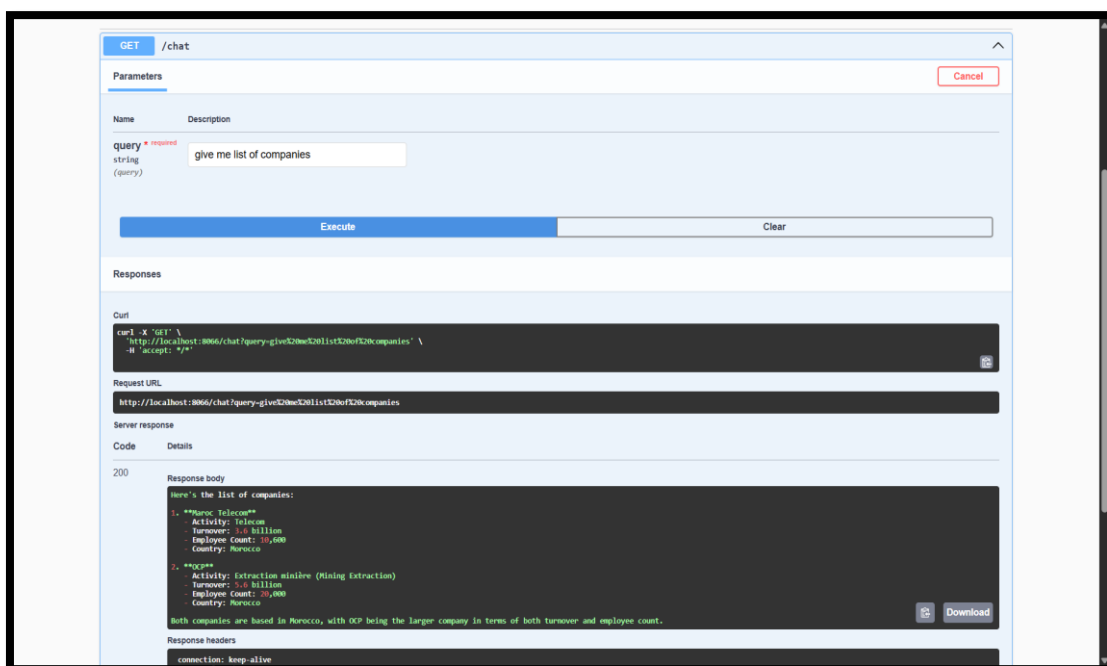 GET /chat
Parameters
Cancel
Name Description
query * required
string
(query)
give me list of companies
Execute Clear
Responses
Curl
curl -X 'GET' \
'http://localhost:8066/chat?query=give%20me%20list%20of%20companies' \
-H 'accept: */*'
Request URL
http://localhost:8066/chat?query=give%20me%20list%20of%20companies
Server response
Code Details
200
Response body
Here's the list of companies:
1. **Maroc Telecom**
- Activity: Telecom
- Turnover: 3.6 billion
- Employee Count: 10,600
- Country: Morocco
2. **OCP**
- Activity: Extraction minière (Mining Extraction)
- Turnover: 5.6 billion
- Employee Count: 20,000
- Country: Morocco
Both companies are based in Morocco, with OCP being the larger company in terms of both turnover and employee count.
Download
Response headers
connection: keep-alive